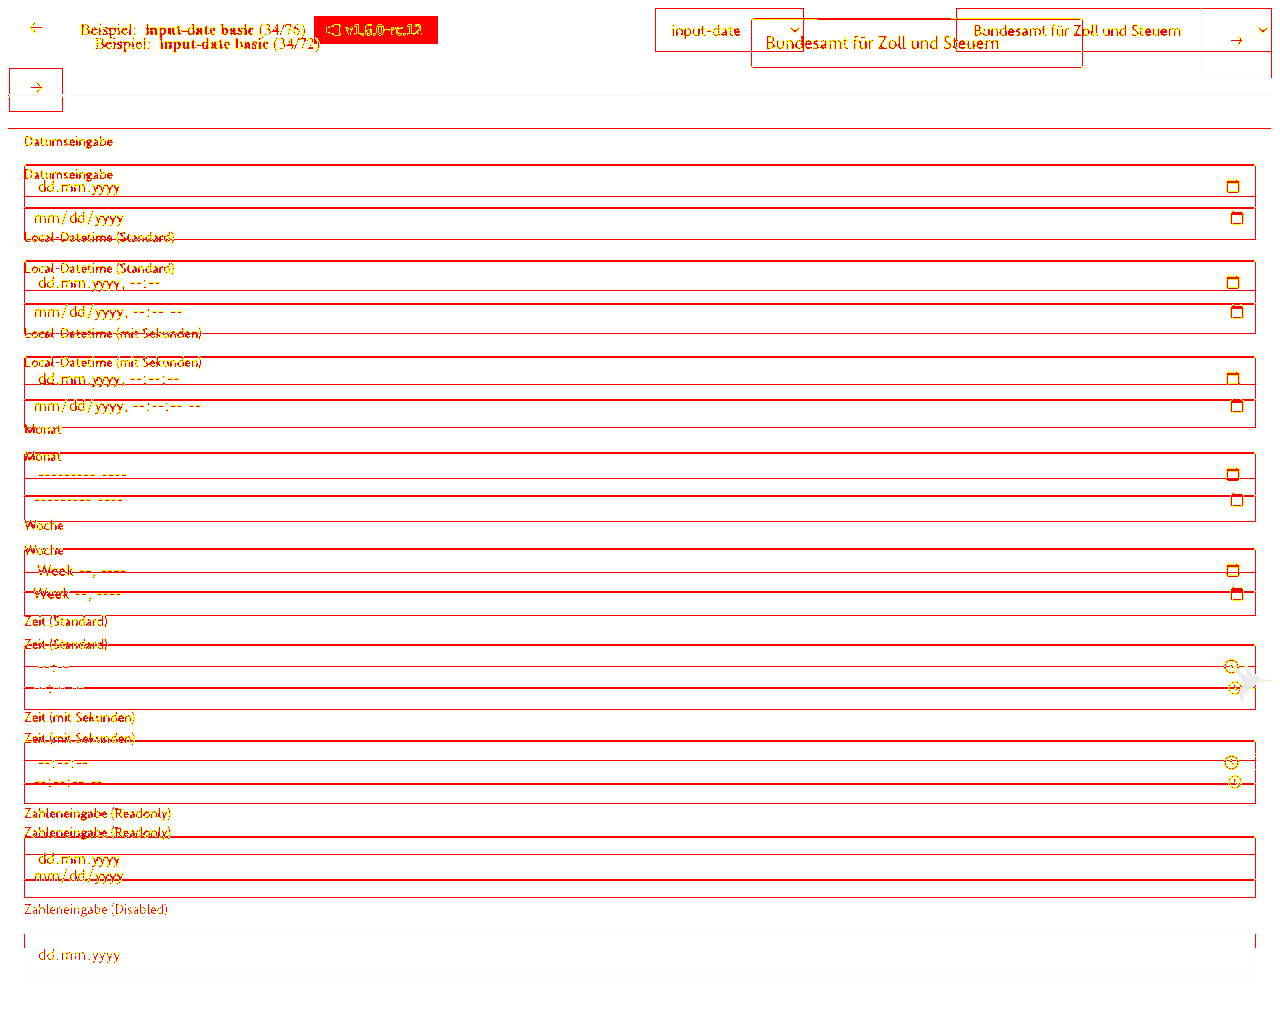 Beispiel: input-date basic (34/76) v1.6.0-rc.12 input-date Bundesamt für Zoll und Steuern
Beispiel: input-date basic (34/72) Bundesamt für Zoll und Steuern
Datumseingabe
Datumseingabe
dd.mm.yyyy
mm/dd/yyyy
Local-Datetime (Standard)
Local-Datetime (Standard)
dd.mm.yyyy, --:--
mm/dd/yyyy, --:-- --
Local-Datetime (mit Sekunden)
Local-Datetime (mit Sekunden)
dd.mm.yyyy, --:--:--
mm/dd/yyyy, --:--:-- --
Monat
Monat
--------- ----
--------- ----
Woche
Woche
Week --, ----
Week --, ----
Zeit (Standard)
Zeit (Standard)
--:--
--:-- --
Zeit (mit Sekunden)
Zeit (mit Sekunden)
--:--:--
--:--:-- --
Zahleneingabe (Readonly)
Zahleneingabe (Readonly)
dd.mm.yyyy
mm/dd/yyyy
Zahleneingabe (Disabled)
dd.mm.yyyy